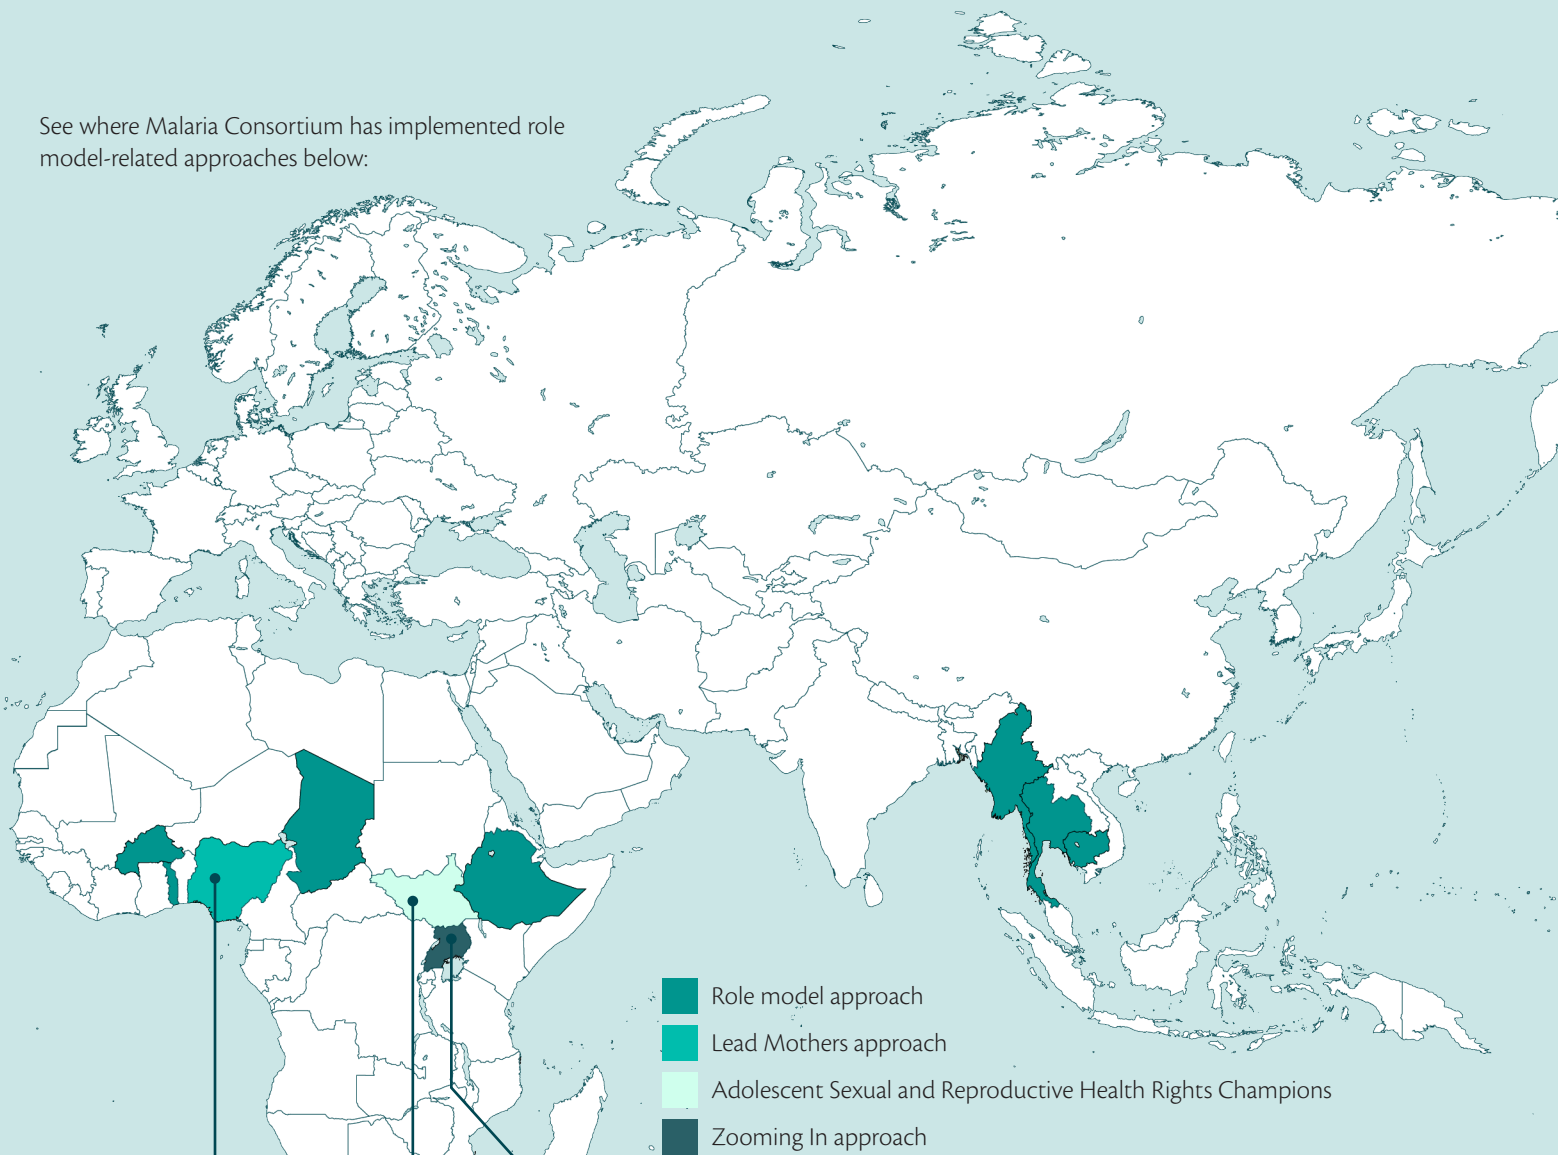 See where Malaria Consortium has implemented role
model-related approaches below:
Role model approach
Lead Mothers approach
Adolescent Sexual and Reproductive Health Rights Champions
Zooming In approach